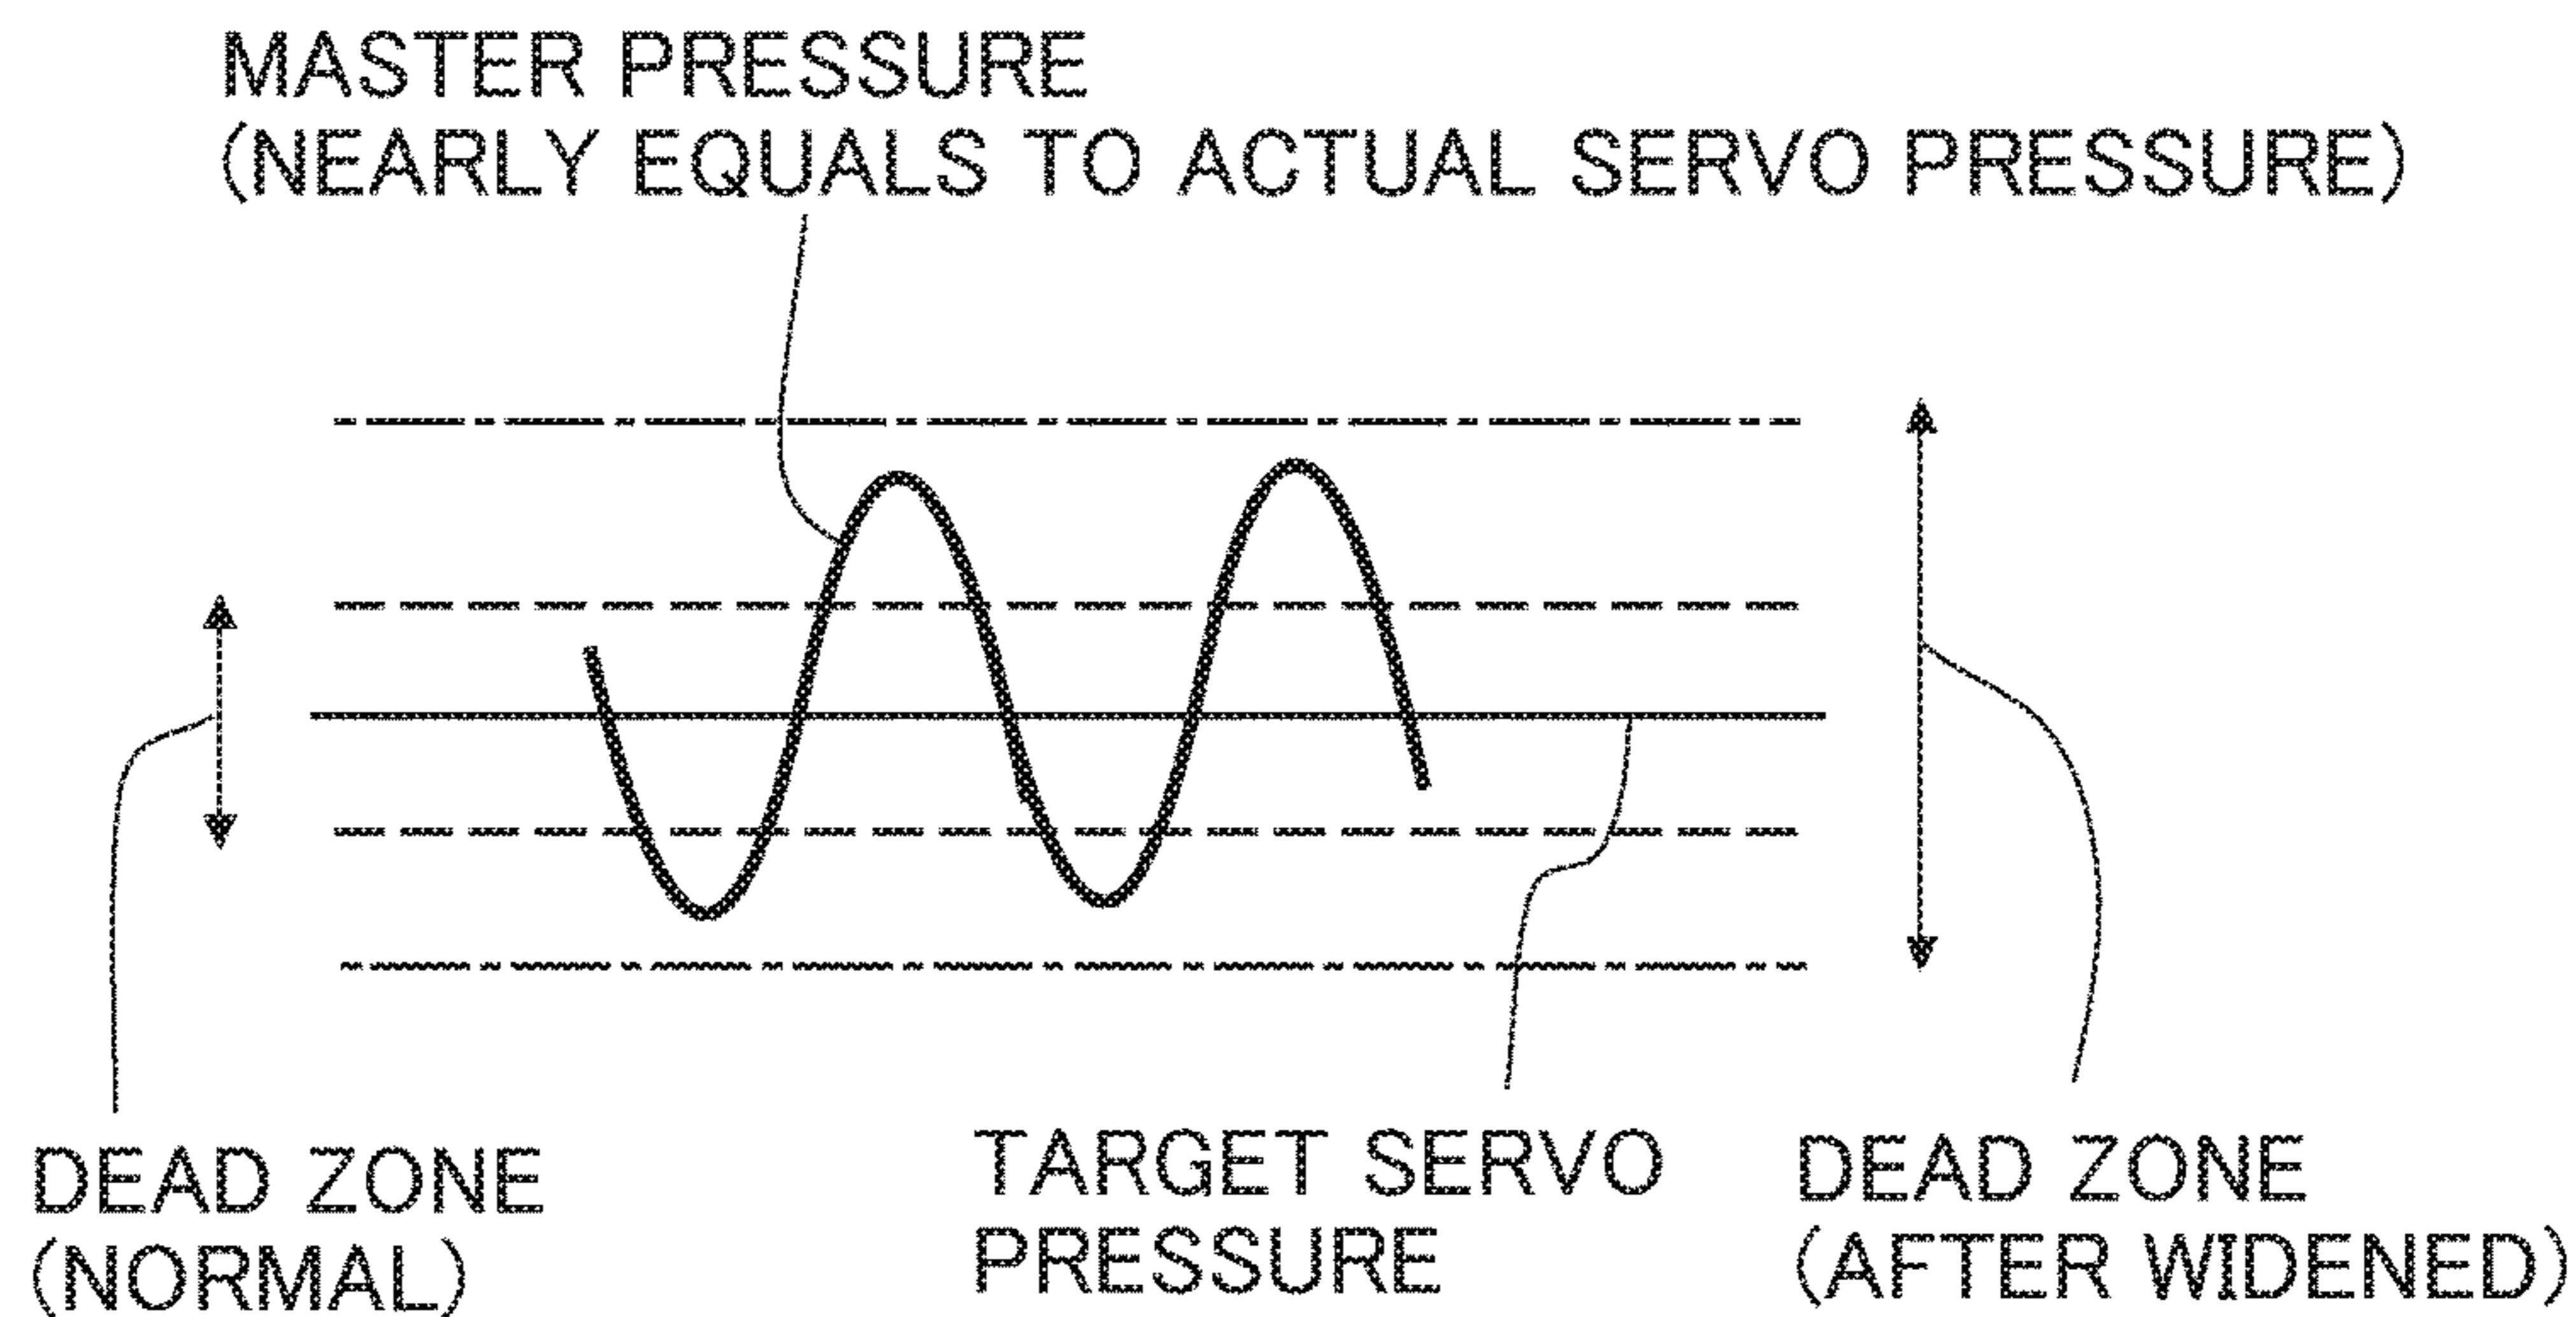 MASTER PRESSURE
(NEARLY EQUALS TO ACTUAL SERVO PRESSURE)
DEAD ZONE
(NORMAL)
TARGET SERVO
PRESSURE
DEAD ZONE
(AFTER WIDENED)